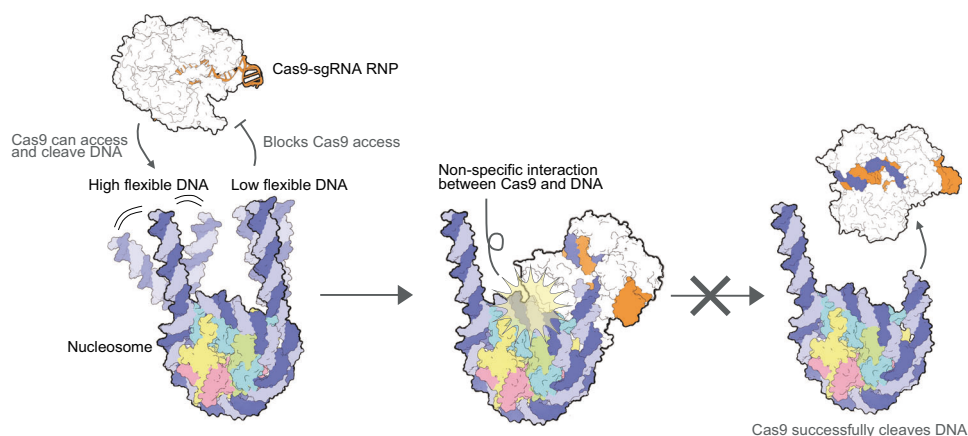 Cas9-sgRNA RNP
Cas9 can access
and cleave DNA
Blocks Cas9 access
High flexible DNA
Low flexible DNA
Nucleosome
Non-specific interaction
between Cas9 and DNA
Cas9 successfully cleaves DNA